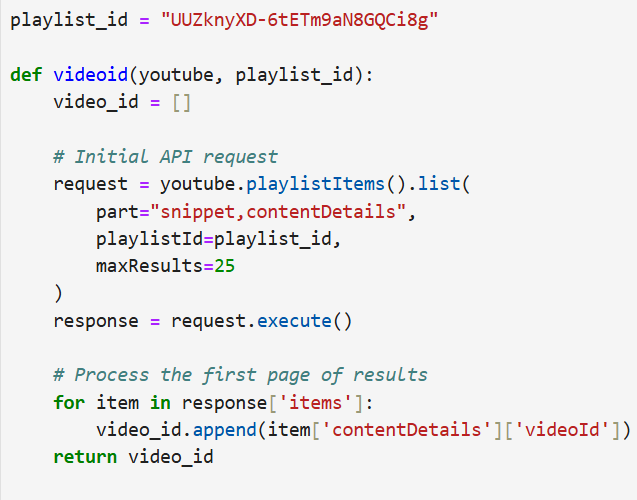 playlist_id = "UUZknyXD-6tETm9aN8GQCi8g"
def videoid(youtube, playlist_id):
    video_id = []
    # Initial API request
    request = youtube.playlistItems().list(
        part="snippet,contentDetails",
        playlistId=playlist_id,
        maxResults=25
    )
    response = request.execute()
    # Process the first page of results
    for item in response['items']:
        video_id.append(item['contentDetails']['videoId'])
    return video_id